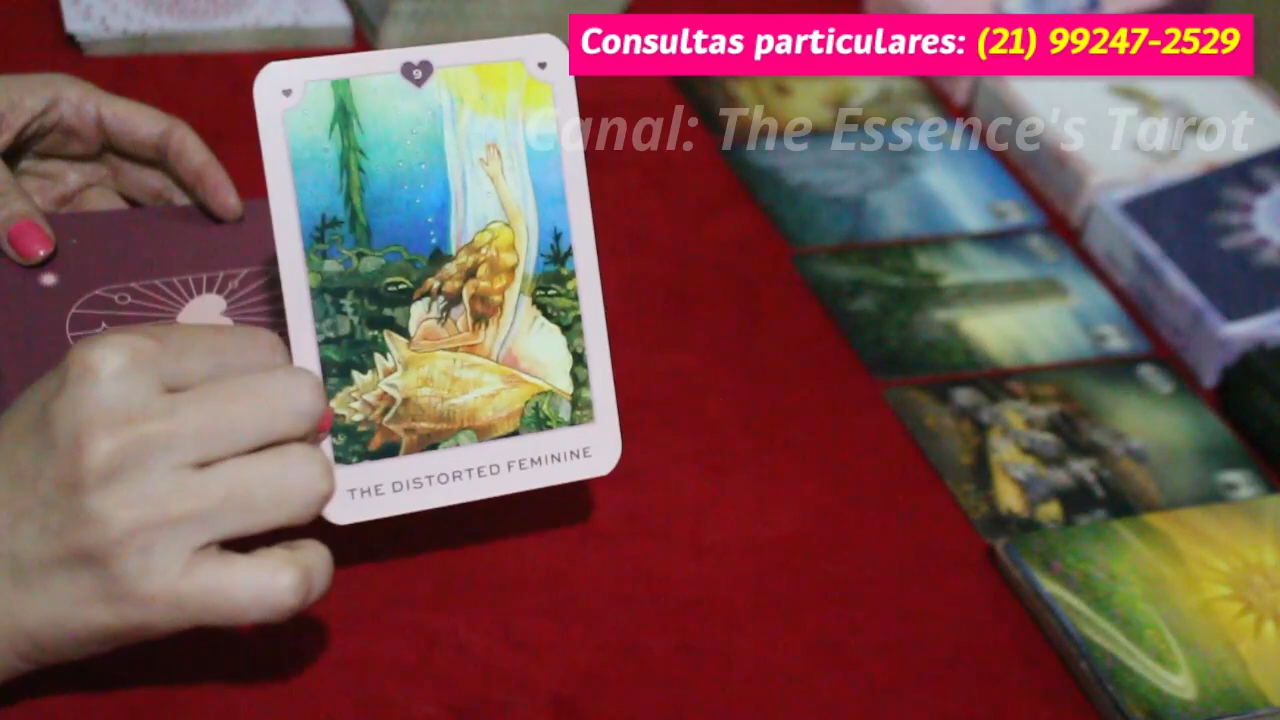 Consultas particulares: (21) 99247-2529
Canal: The Essence's Tarot
9
THE DISTORTED FEMININE